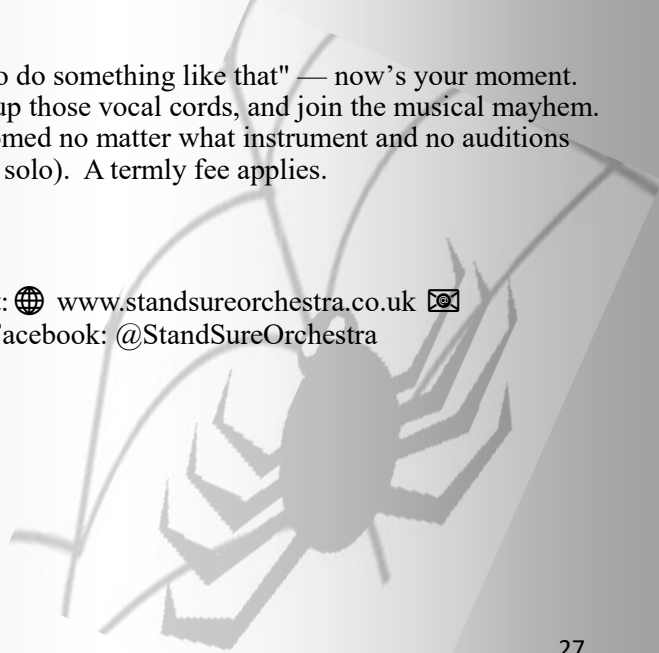 o do something like that" — now’s your moment.
up those vocal cords, and join the musical mayhem.
omed no matter what instrument and no auditions
solo).  A termly fee applies.
: 🌐 www.standsureorchestra.co.uk 📧
acebook: @StandSureOrchestra
27